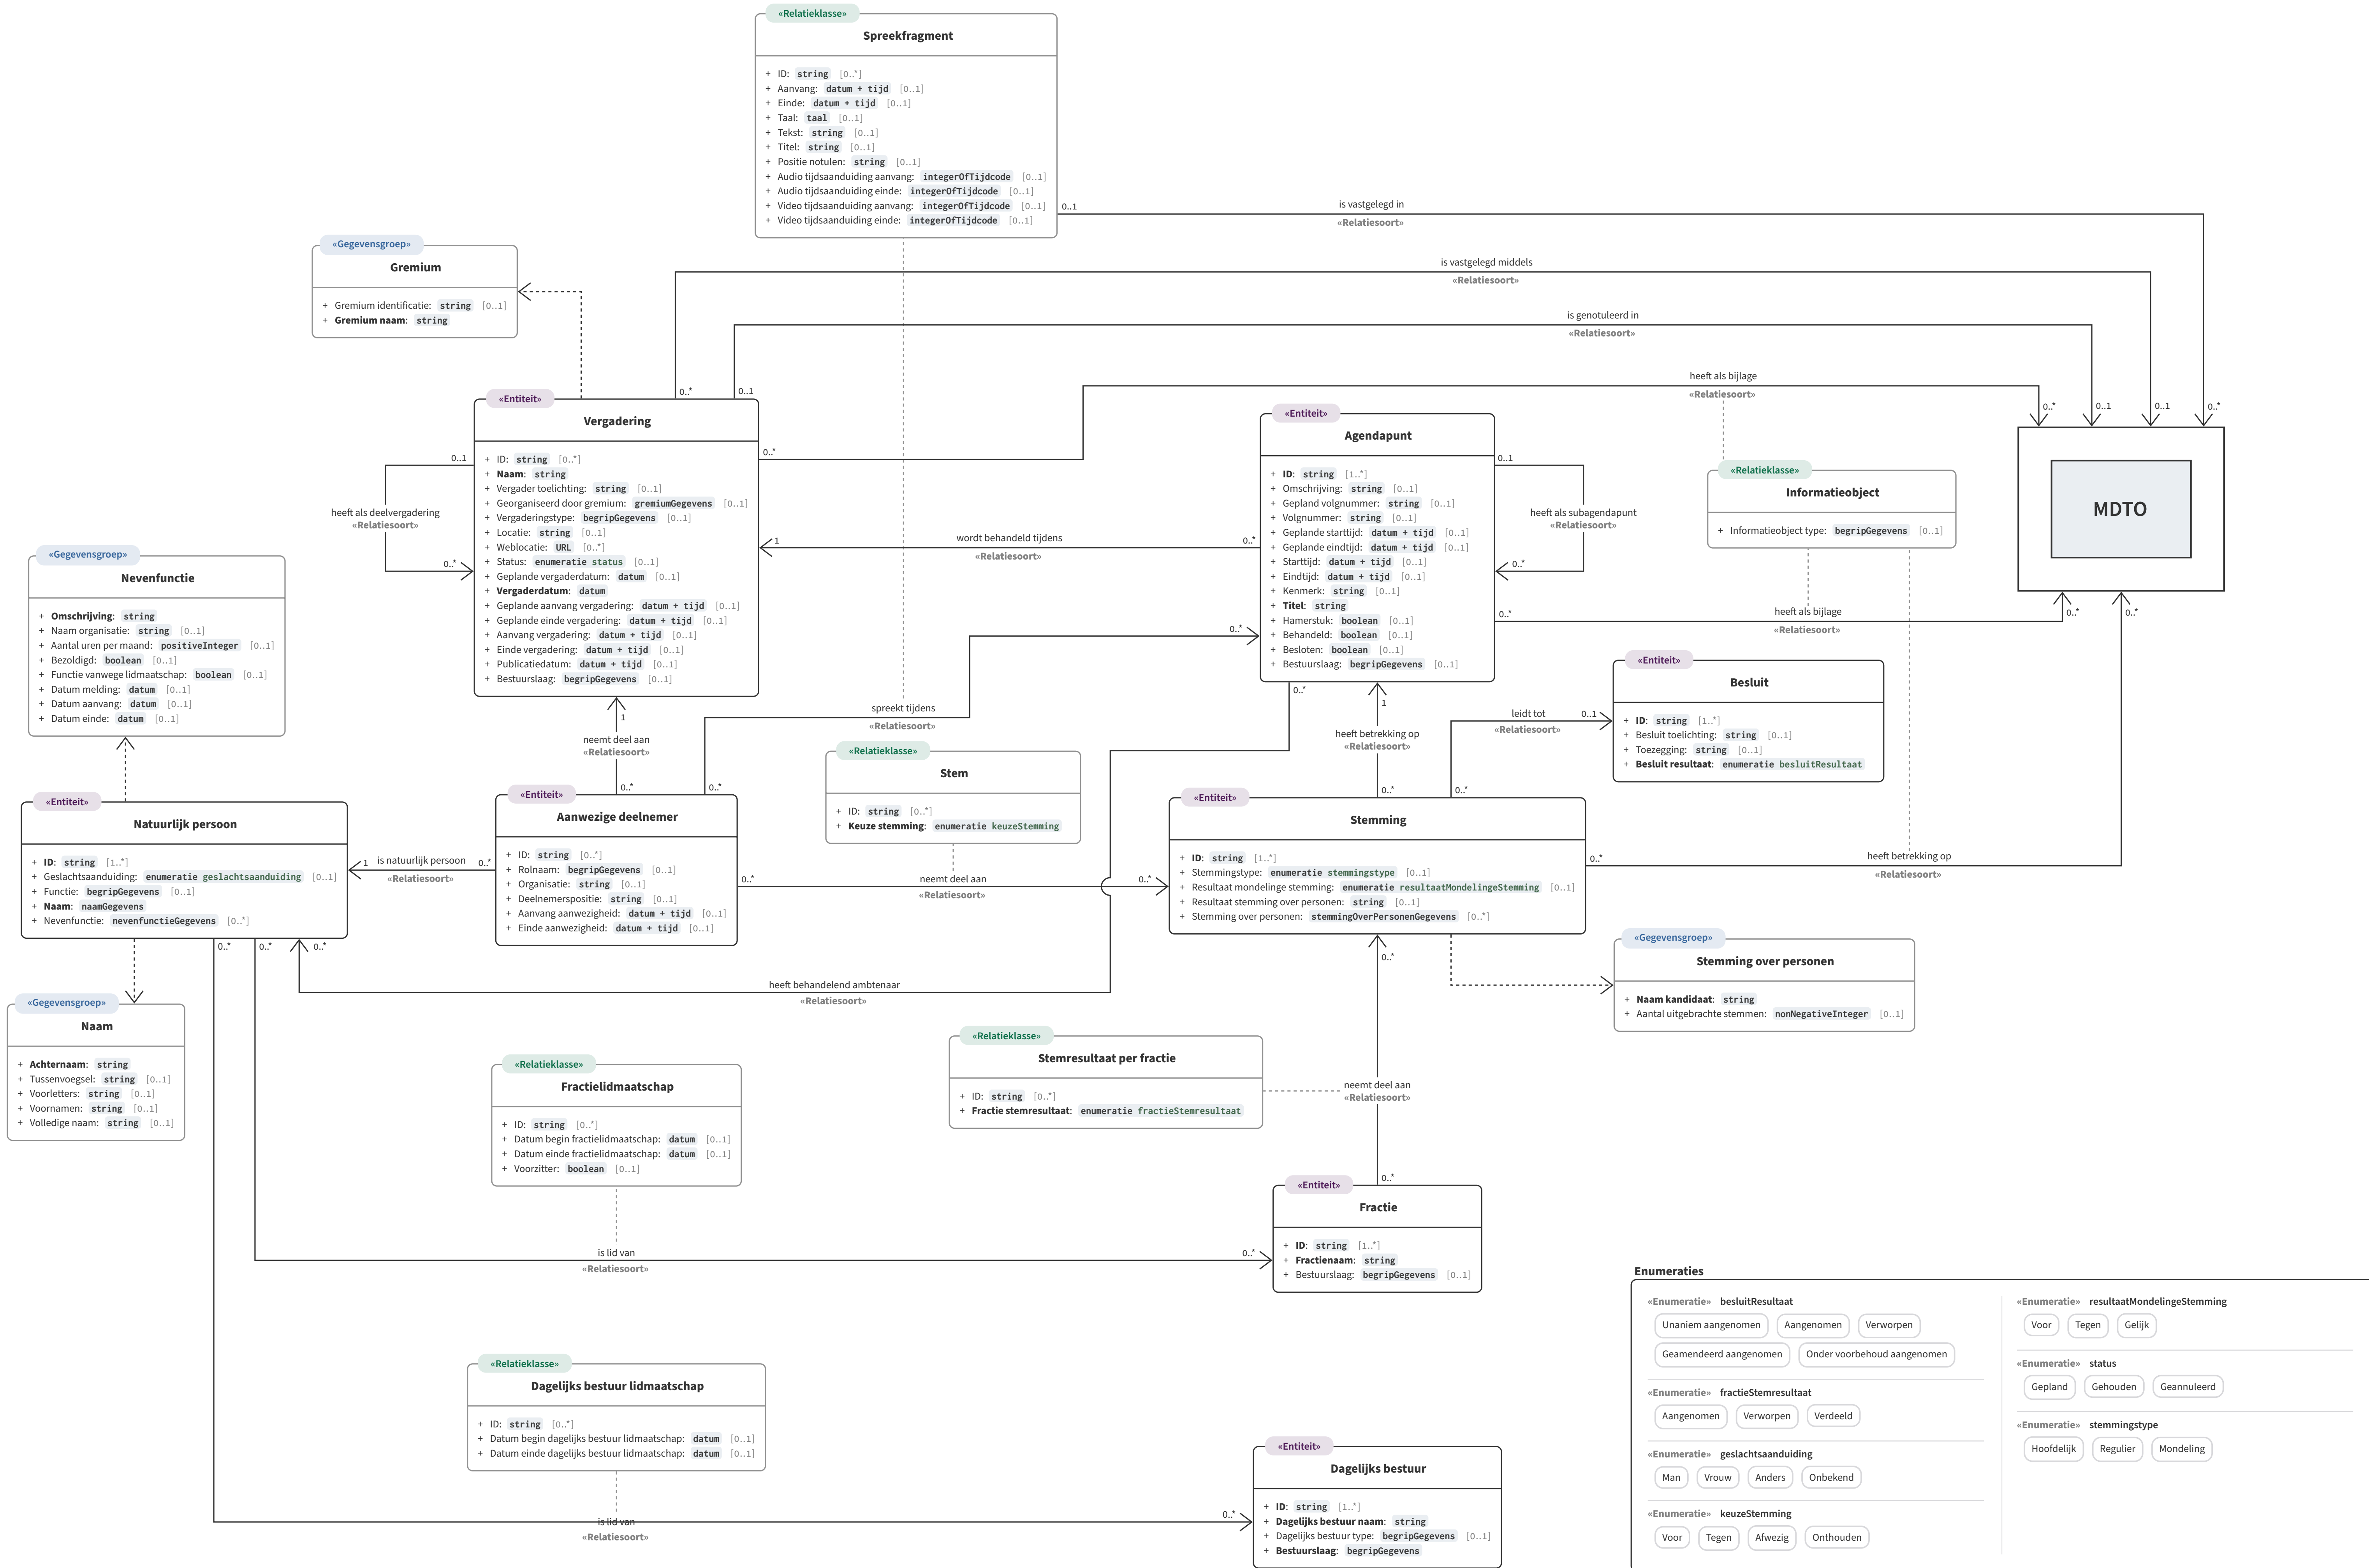 «Relatieklasse»
Spreekfragment
+ ID: string [0..*]
+ Aanvang: datum + tijd [0..1]
+ Einde: datum + tijd [0..1]
+ Taal: taal [0..1]
+ Tekst: string [0..1]
+ Titel: string [0..1]
+ Positie notulen: string [0..1]
+ Audio tijdsaanduiding aanvang: integerOfTijdcode [0..1]
+ Audio tijdsaanduiding einde: integerOfTijdcode [0..1]
+ Video tijdsaanduiding aanvang: integerOfTijdcode [0..1]
+ Video tijdsaanduiding einde: integerOfTijdcode [0..1]
0..1
is vastgelegd in
«Relatiesoort»
«Gegevensgroep»
Gremium
+ Gremium identificatie: string [0..1]
+ Gremium naam: string
is vastgelegd middels
«Relatiesoort»
is genotuleerd in
«Relatiesoort»
heeft als bijlage
«Relatiesoort»
0..*
0..1
0..*
0..1
0..1
0..*
«Entiteit»
Vergadering
+ ID: string [0..*]
+ Naam: string
+ Vergader toelichting: string [0..1]
+ Georganiseerd door gremium: gremiumGegevens [0..1]
+ Vergaderingstype: begripGegevens [0..1]
+ Locatie: string [0..1]
+ Weblocatie: URL [0..*]
+ Status: enumeratie status [0..1]
+ Geplande vergaderdatum: datum [0..1]
+ Vergaderdatum: datum
+ Geplande aanvang vergadering: datum + tijd [0..1]
+ Geplande einde vergadering: datum + tijd [0..1]
+ Aanvang vergadering: datum + tijd [0..1]
+ Einde vergadering: datum + tijd [0..1]
+ Publicatiedatum: datum + tijd [0..1]
+ Bestuurslaag: begripGegevens [0..1]
0..1
heeft als deelvergadering
«Relatiesoort»
0..*
0..*
1
wordt behandeld tijdens
«Relatiesoort»
0..*
«Entiteit»
Agendapunt
+ ID: string [1..*]
+ Omschrijving: string [0..1]
+ Gepland volgnummer: string [0..1]
+ Volgnummer: string [0..1]
+ Geplande starttijd: datum + tijd [0..1]
+ Geplande eindtijd: datum + tijd [0..1]
+ Starttijd: datum + tijd [0..1]
+ Eindtijd: datum + tijd [0..1]
+ Kenmerk: string [0..1]
+ Titel: string
+ Hamerstuk: boolean [0..1]
+ Behandeld: boolean [0..1]
+ Besloten: boolean [0..1]
+ Bestuurslaag: begripGegevens [0..1]
0..1
heeft als subagendapunt
«Relatiesoort»
0..*
«Relatieklasse»
Informatieobject
+ Informatieobject type: begripGegevens [0..1]
MDTO
0..*
heeft als bijlage
«Relatiesoort»
0..*
0..*
«Gegevensgroep»
Nevenfunctie
+ Omschrijving: string
+ Naam organisatie: string [0..1]
+ Aantal uren per maand: positiveInteger [0..1]
+ Bezoldigd: boolean [0..1]
+ Functie vanwege lidmaatschap: boolean [0..1]
+ Datum melding: datum [0..1]
+ Datum aanvang: datum [0..1]
+ Datum einde: datum [0..1]
1
neemt deel aan
«Relatiesoort»
0..*
0..*
spreekt tijdens
«Relatiesoort»
0..*
0..*
1
heeft betrekking op
«Relatiesoort»
0..*
0..*
leidt tot
«Relatiesoort»
0..1
«Entiteit»
Besluit
+ ID: string [1..*]
+ Besluit toelichting: string [0..1]
+ Toezegging: string [0..1]
+ Besluit resultaat: enumeratie besluitResultaat
«Entiteit»
Natuurlijk persoon
+ ID: string [1..*]
+ Geslachtsaanduiding: enumeratie geslachtsaanduiding [0..1]
+ Functie: begripGegevens [0..1]
+ Naam: naamGegevens
+ Nevenfunctie: nevenfunctieGegevens [0..*]
1
is natuurlijk persoon
«Relatiesoort»
0..*
«Entiteit»
Aanwezige deelnemer
+ ID: string [0..*]
+ Rolnaam: begripGegevens [0..1]
+ Organisatie: string [0..1]
+ Deelnemerspositie: string [0..1]
+ Aanvang aanwezigheid: datum + tijd [0..1]
+ Einde aanwezigheid: datum + tijd [0..1]
«Relatieklasse»
Stem
+ ID: string [0..*]
+ Keuze stemming: enumeratie keuzeStemming
0..*
neemt deel aan
«Relatiesoort»
0..*
«Entiteit»
Stemming
+ ID: string [1..*]
+ Stemmingstype: enumeratie stemmingstype [0..1]
+ Resultaat mondelinge stemming: enumeratie resultaatMondelingeStemming [0..1]
+ Resultaat stemming over personen: string [0..1]
+ Stemming over personen: stemmingOverPersonenGegevens [0..*]
0..*
heeft betrekking op
«Relatiesoort»
0..*
0..*
0..*
heeft behandelend ambtenaar
«Relatiesoort»
0..*
«Gegevensgroep»
Stemming over personen
+ Naam kandidaat: string
+ Aantal uitgebrachte stemmen: nonNegativeInteger [0..1]
«Gegevensgroep»
Naam
+ Achternaam: string
+ Tussenvoegsel: string [0..1]
+ Voorletters: string [0..1]
+ Voornamen: string [0..1]
+ Volledige naam: string [0..1]
«Relatieklasse»
Fractielidmaatschap
+ ID: string [0..*]
+ Datum begin fractielidmaatschap: datum [0..1]
+ Datum einde fractielidmaatschap: datum [0..1]
+ Voorzitter: boolean [0..1]
«Relatieklasse»
Stemresultaat per fractie
+ ID: string [0..*]
+ Fractie stemresultaat: enumeratie fractieStemresultaat
neemt deel aan
«Relatiesoort»
0..*
«Entiteit»
Fractie
+ ID: string [1..*]
+ Fractienaam: string
+ Bestuurslaag: begripGegevens [0..1]
is lid van
«Relatiesoort»
0..*
«Relatieklasse»
Dagelijks bestuur lidmaatschap
+ ID: string [0..*]
+ Datum begin dagelijks bestuur lidmaatschap: datum [0..1]
+ Datum einde dagelijks bestuur lidmaatschap: datum [0..1]
is lid van
«Relatiesoort»
0..*
«Entiteit»
Dagelijks bestuur
+ ID: string [1..*]
+ Dagelijks bestuur naam: string
+ Dagelijks bestuur type: begripGegevens [0..1]
+ Bestuurslaag: begripGegevens
Enumeraties
«Enumeratie» besluitResultaat
Unaniem aangenomen Aangenomen Verworpen
Geamendeerd aangenomen Onder voorbehoud aangenomen
«Enumeratie» fractieStemresultaat
Aangenomen Verworpen Verdeeld
«Enumeratie» geslachtsaanduiding
Man Vrouw Anders Onbekend
«Enumeratie» keuzeStemming
Voor Tegen Afwezig Onthouden
«Enumeratie» resultaatMondelingeStemming
Voor Tegen Gelijk
«Enumeratie» status
Gepland Gehouden Geannuleerd
«Enumeratie» stemmingstype
Hoofdelijk Regulier Mondeling